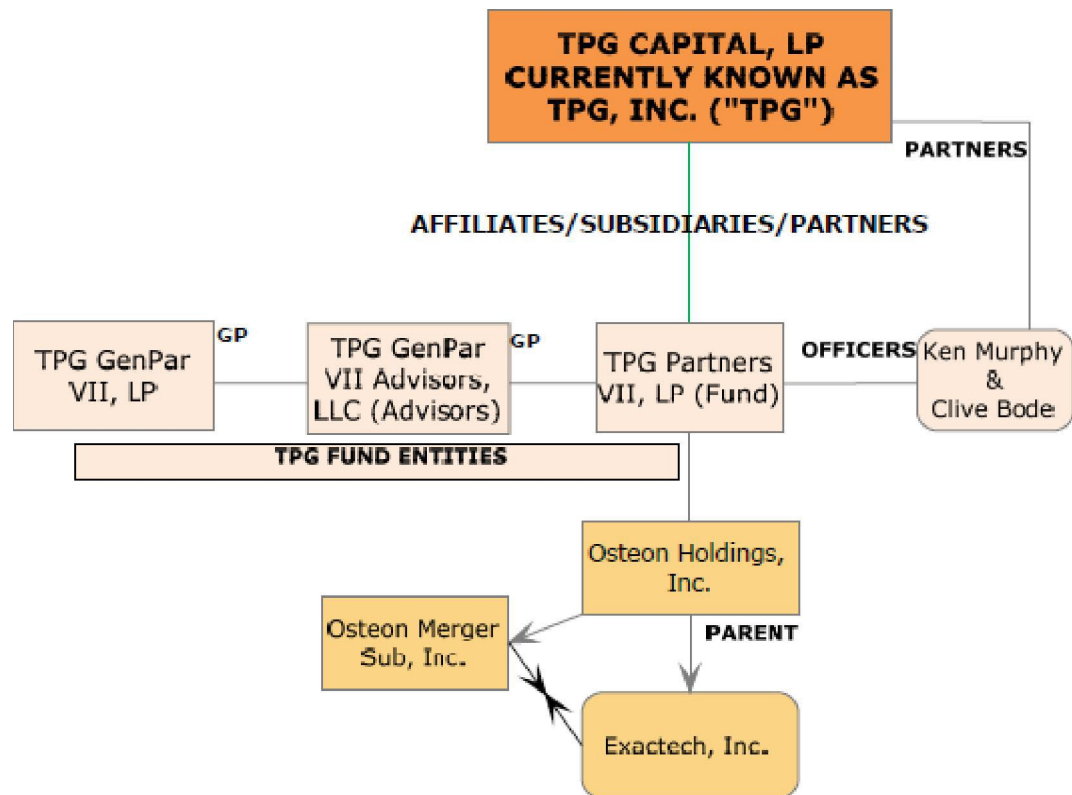 TPG CAPITAL, LP
CURRENTLY KNOWN AS
TPG, INC. ("TPG")
PARTNERS
AFFILIATES/SUBSIDIARIES/PARTNERS
TPG GenPar
VII, LP
GP
TPG GenPar
VII Advisors,
LLC (Advisors)
GP
TPG Partners
VII, LP (Fund)
OFFICERS
Ken Murphy
&
Clive Bode
TPG FUND ENTITIES
Osteon Holdings,
Inc.
Osteon Merger
Sub, Inc.
PARENT
Exactech, Inc.